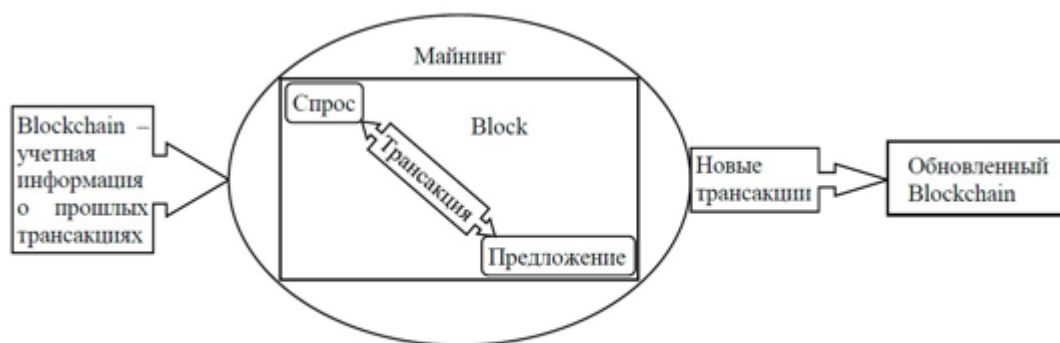 Майнинг
Спрос
Block
Трансакция
Предложение
Blockchain –
учетная
информация
о прошлых
трансакциях
Новые
трансакции
Обновленный
Blockchain